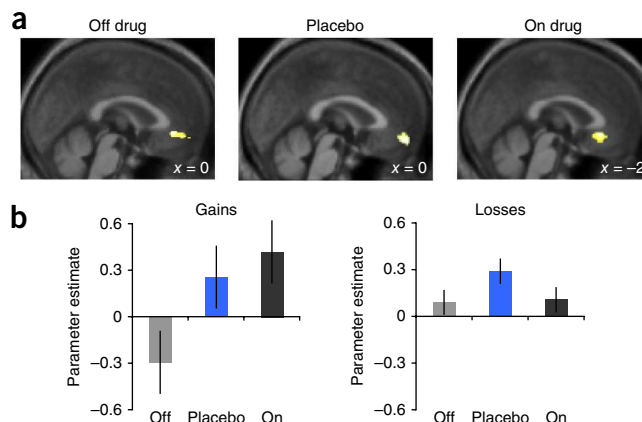 a
Off drug
Placebo
On drug
x = 0
x = 0
x = –2
b
Gains
Losses
Parameter estimate
0.6
0.3
0
–0.3
–0.6
Off
Placebo
On
Parameter estimate
0.6
0.3
0
–0.3
–0.6
Off
Placebo
On